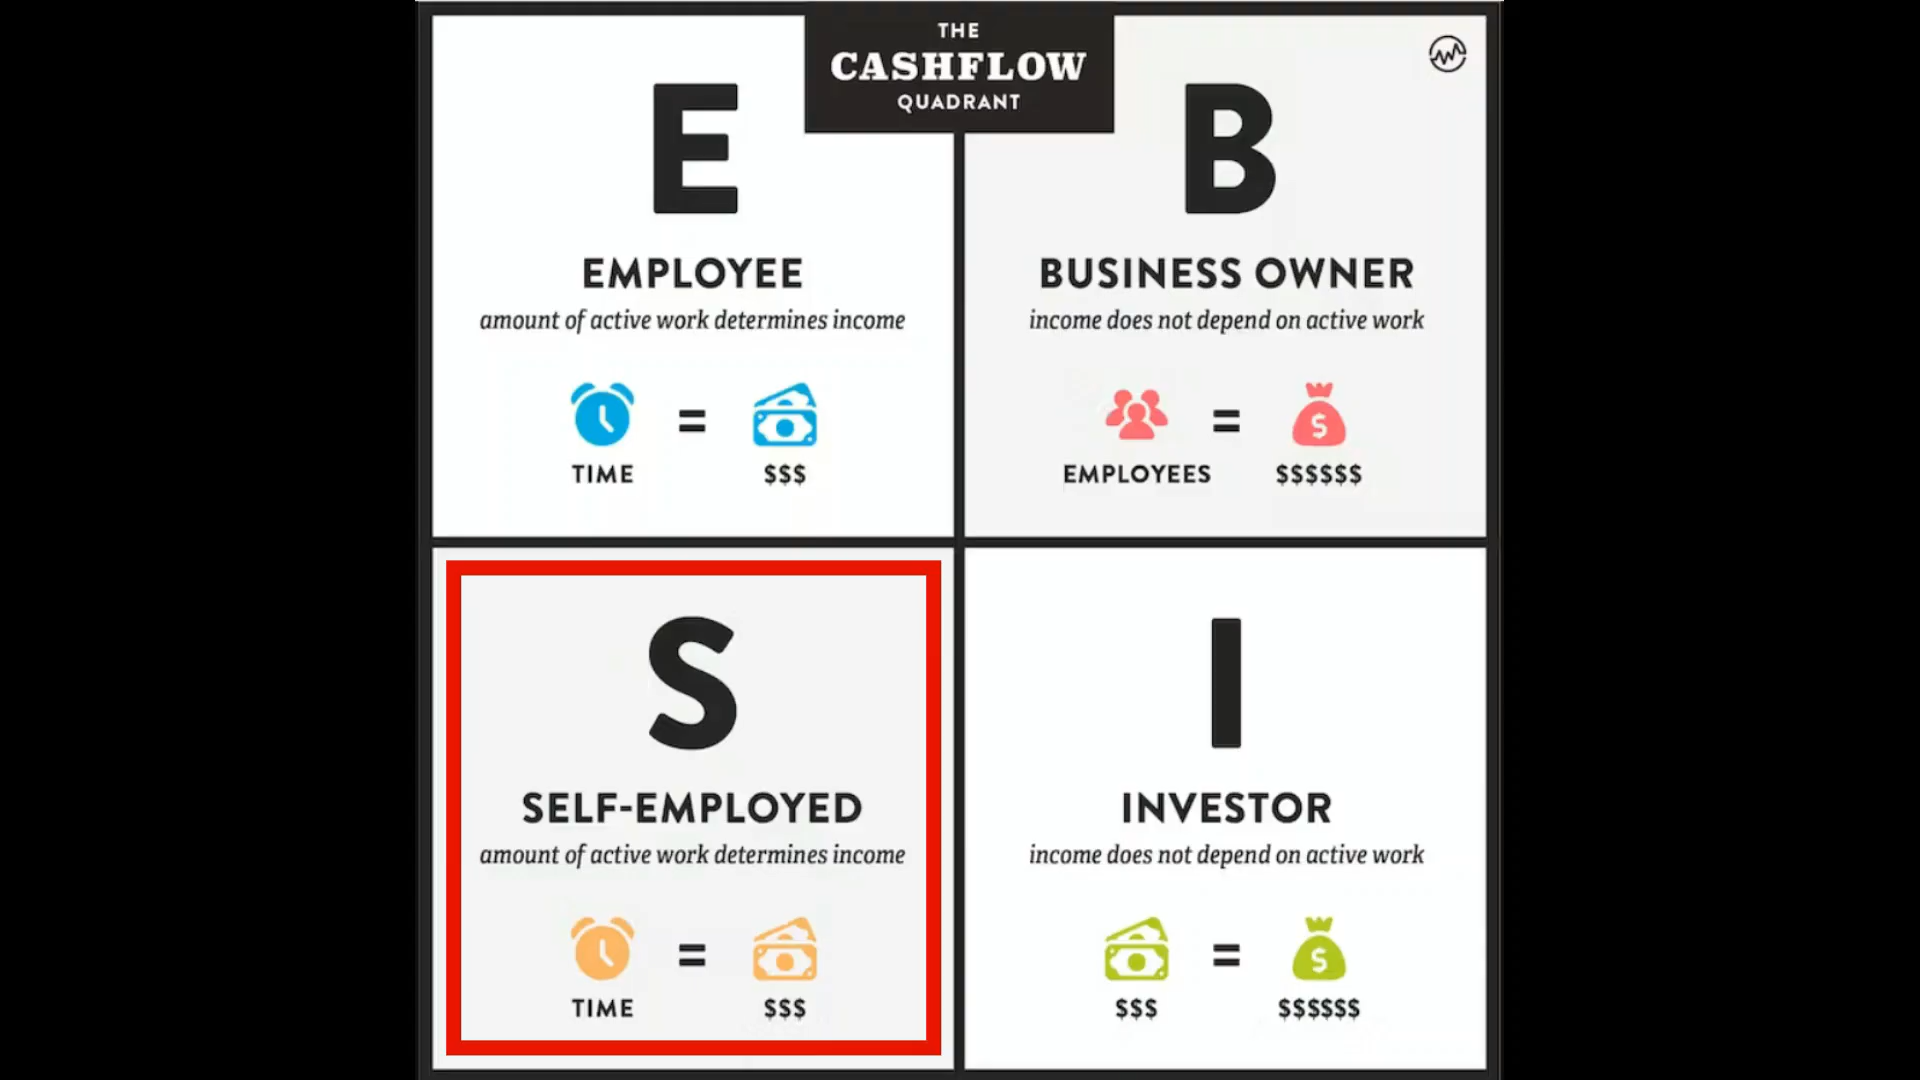 THE
CASHFLOW
QUADRANT
E
EMPLOYEE
amount of active work determines income
=
TIME
$$$
B
BUSINESS OWNER
income does not depend on active work
=
$
EMPLOYEES
$$$$$$
S
SELF-EMPLOYED
amount of active work determines income
=
TIME
$$$
I
INVESTOR
income does not depend on active work
=
$
$$$
$$$$$$